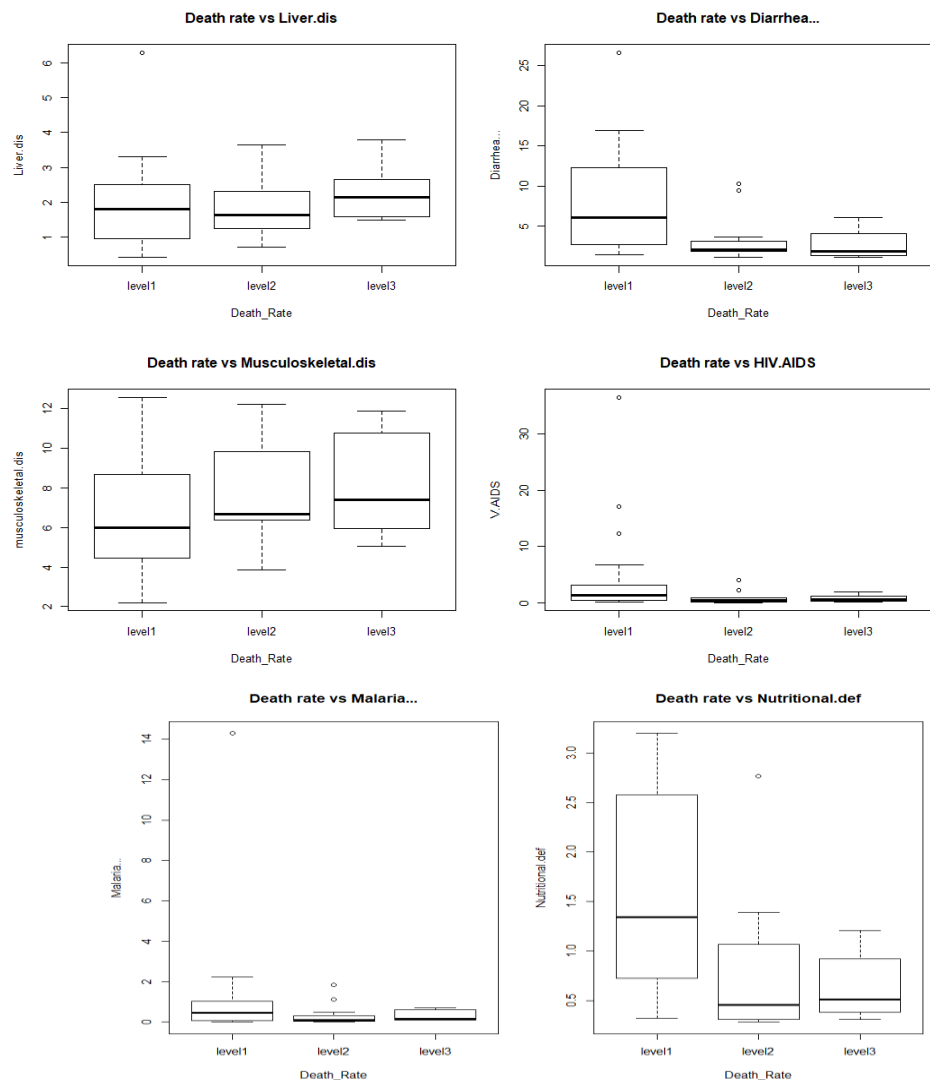 Death rate vs Liver.dis
Liver.dis
6
5
4
3
2
1
level1 level2 level3
Death_Rate
Death rate vs Diarrhea...
Diarrhea...
25
20
15
10
5
level1 level2 level3
Death_Rate
Death rate vs Musculoskeletal.dis
musculoskeletal.dis
12
10
8
6
4
2
level1 level2 level3
Death_Rate
Death rate vs HIV.AIDS
V.AIDS
30
20
10
0
level1 level2 level3
Death_Rate
Death rate vs Malaria...
Malaria...
14
12
10
8
6
4
2
0
level1 level2 level3
Death_Rate
Death rate vs Nutritional.def
Nutritional.def
3.0
2.5
2.0
1.5
1.0
0.5
level1 level2 level3
Death_Rate